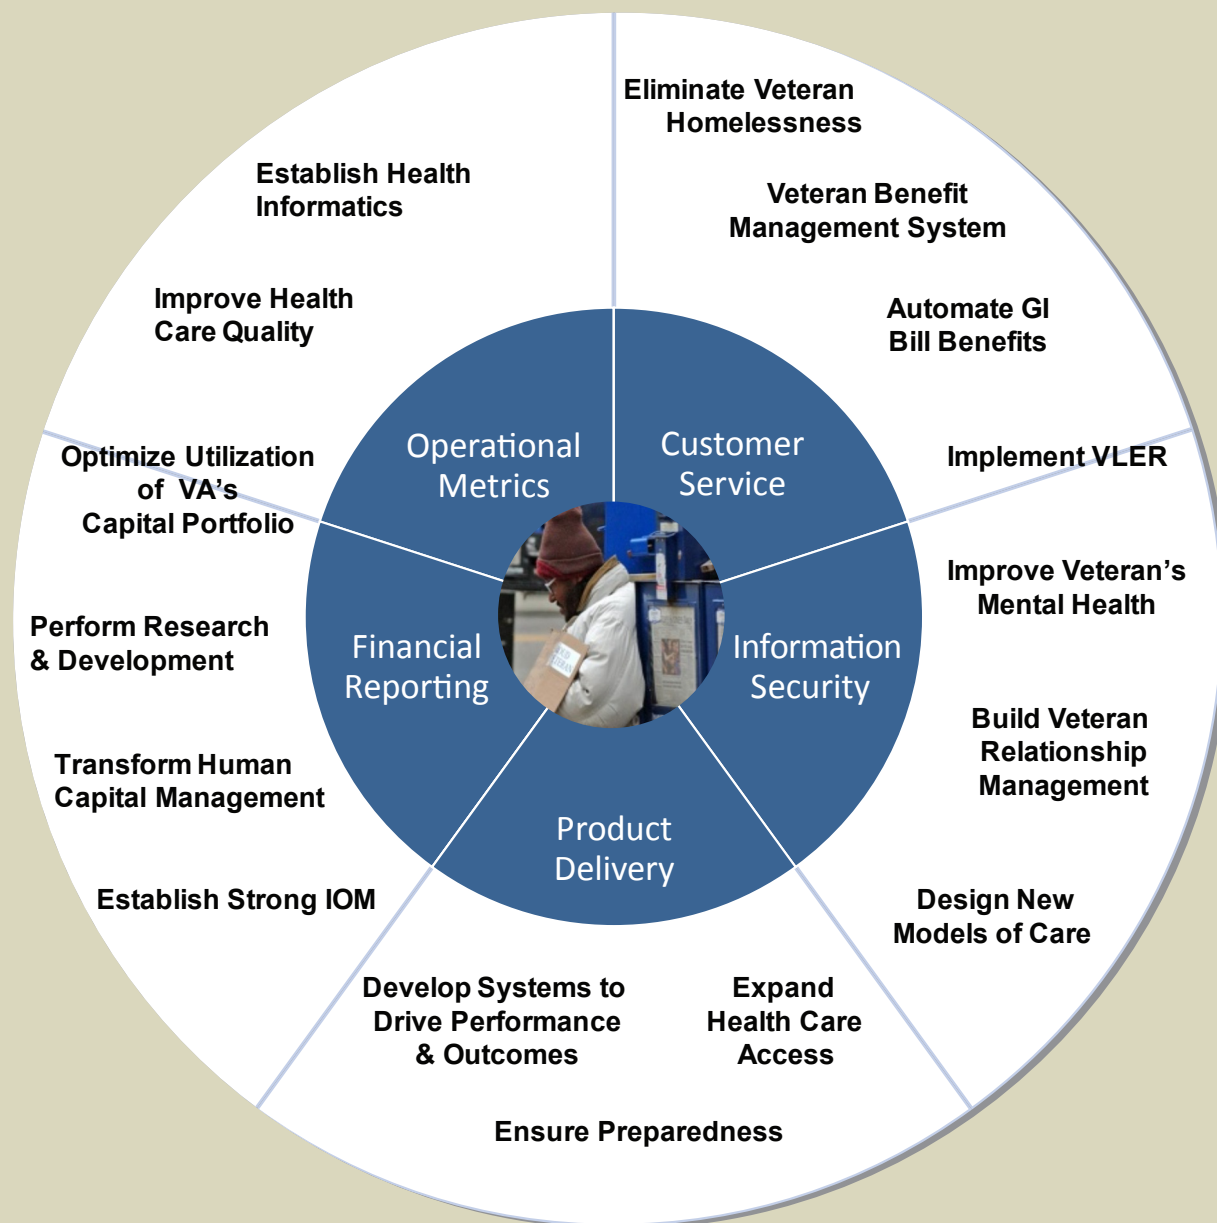 Eliminate Veteran
Homelessness
Veteran Benefit
Management System
Automate GI
Bill Benefits
Implement VLER
Improve Veteran's
Mental Health
Build Veteran
Relationship
Management
Design New
Models of Care
Expand
Health Care
Access
Ensure Preparedness
Develop Systems to
Drive Performance
& Outcomes
Establish Strong IOM
Transform Human
Capital Management
Perform Research
& Development
Optimize Utilization
of VA's
Capital Portfolio
Improve Health
Care Quality
Establish Health
Informatics
Operational
Metrics
Customer
Service
Information
Security
Product
Delivery
Financial
Reporting